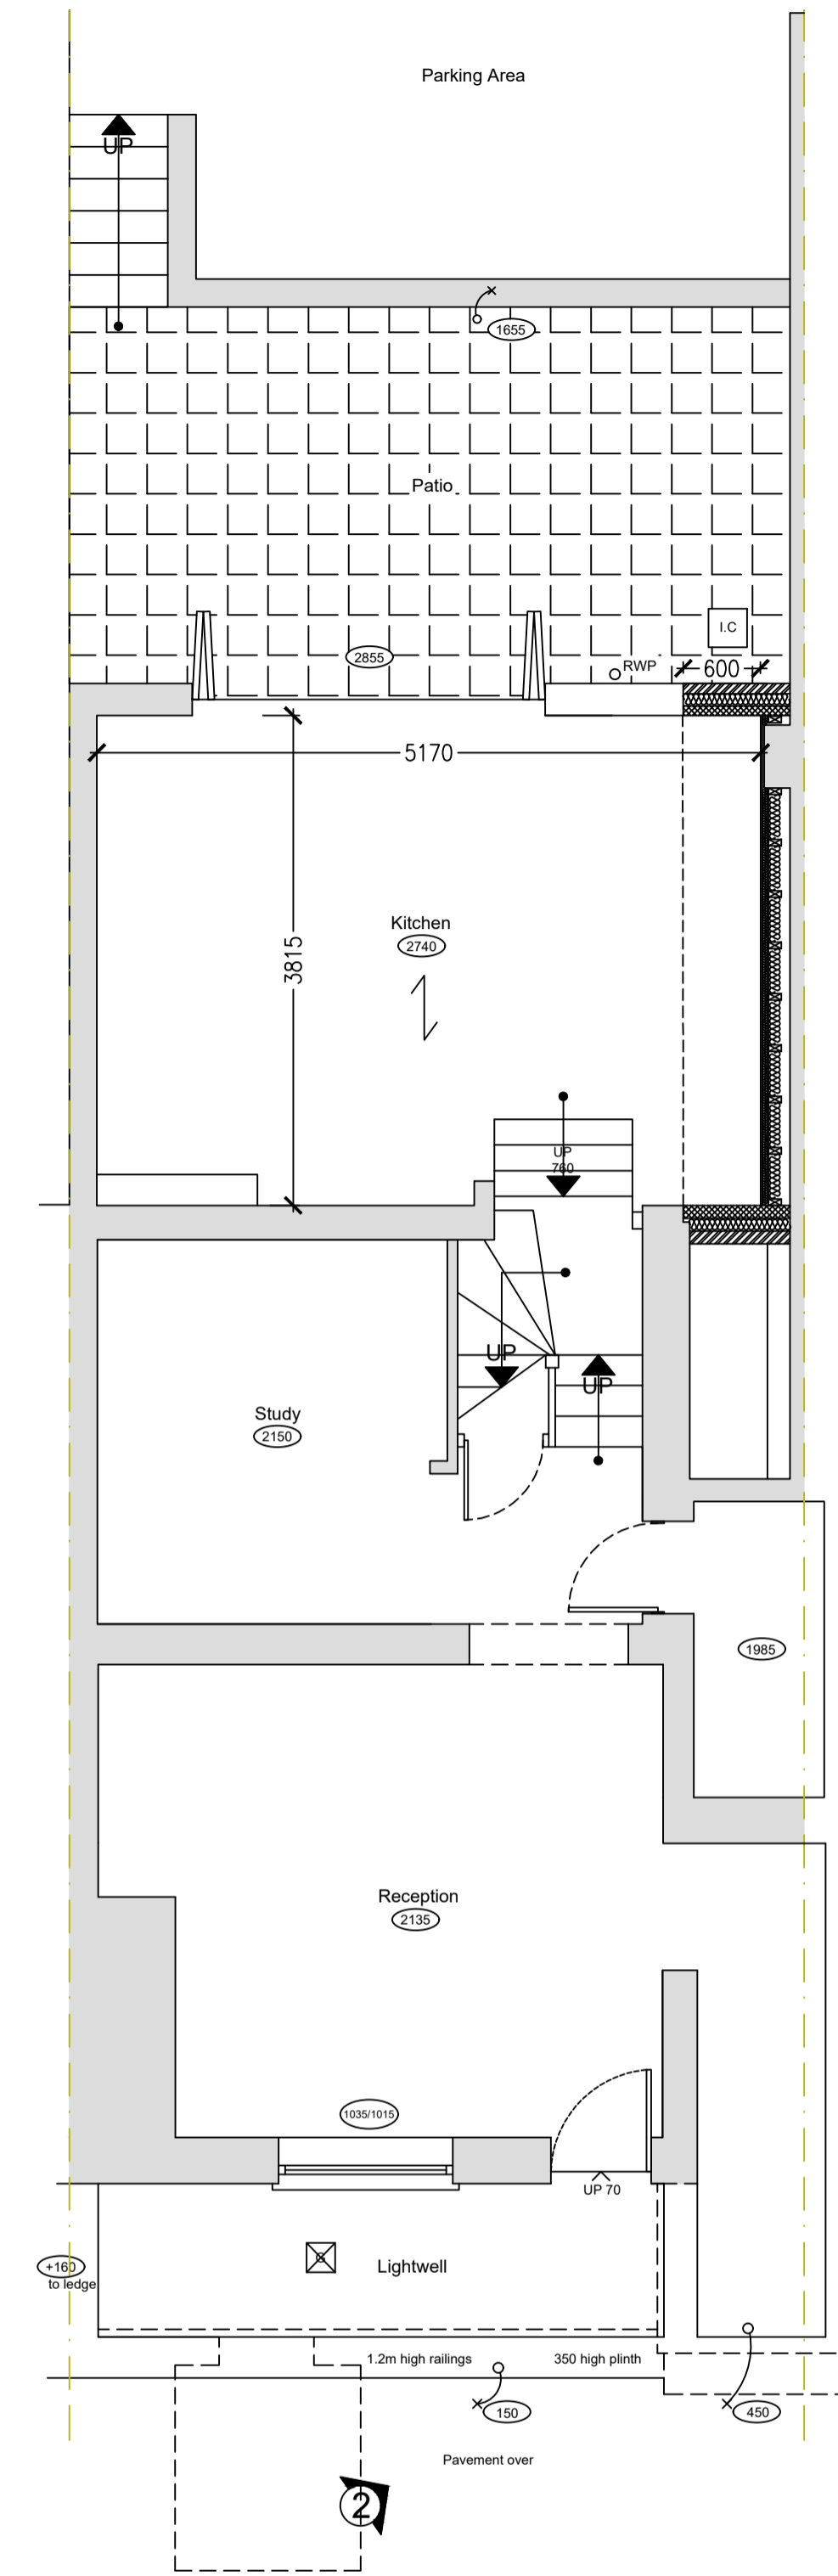 Parking Area
UP
1655
Patio
I.C
2855
RWP
600
5170
Kitchen
2740
3815
UP
760
UP
UP
Study
2150
1985
Reception
2135
1035/1015
UP 70
+160
to ledge
Lightwell
1.2m high railings
350 high plinth
150
450
Pavement over
2